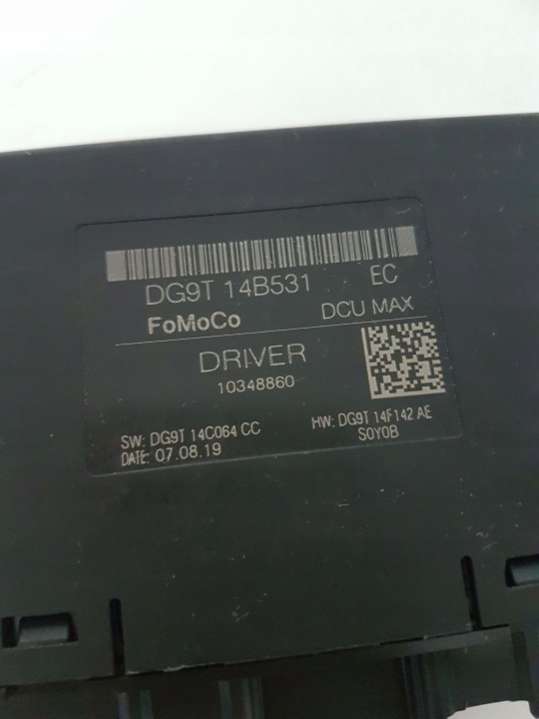 DG9T 14B531 EC
FoMoCo DCU MAX
DRIVER
10348860
SW: DG9T 14C064 CC HW: DG9T 14F142 AE
DATE: 07.08.19 S0Y0B